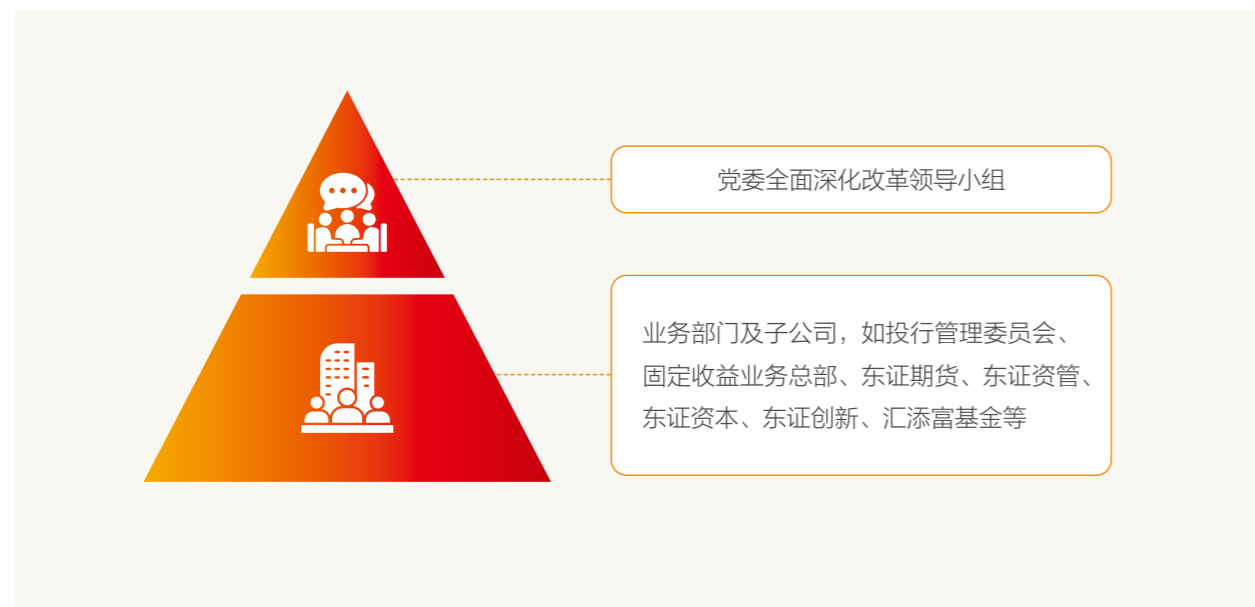 党委全面深化改革领导小组
业务部门及子公司，如投行管理委员会、
固定收益业务总部、东证期货、东证资管、
东证资本、东证创新、汇添富基金等